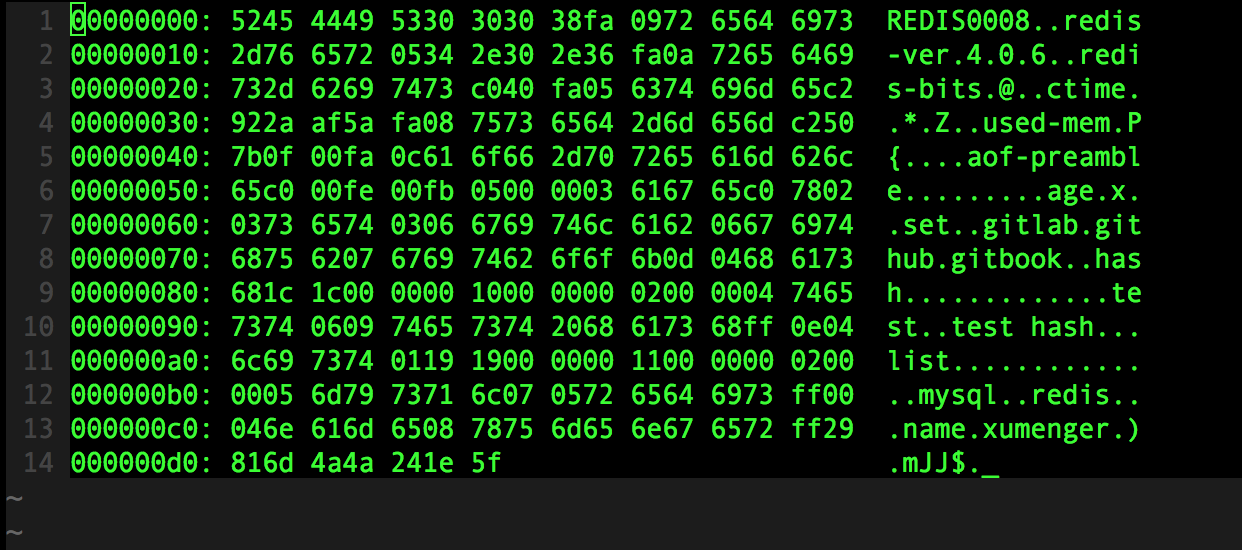 1 00000000: 5245 4449 5330 3030 38fa 0972 6564 6973 REDIS0008..redis
2 00000010: 2d76 6572 0534 2e30 2e36 fa0a 7265 6469 -ver.4.0.6..redi
3 00000020: 732d 6269 7473 c040 fa05 6374 696d 65c2 s-bits.@..ctime.
4 00000030: 922a af5a fa08 7573 6564 2d6d 656d c250 .*.Z..used-mem.P
5 00000040: 7b0f 00fa 0c61 6f66 2d70 7265 616d 626c {....aof-preambl
6 00000050: 65c0 00fe 00fb 0500 0003 6167 65c0 7802 e.........age.x.
7 00000060: 0373 6574 0306 6769 746c 6162 0667 6974 .set..gitlab.git
8 00000070: 6875 6207 6769 7462 6f6f 6b0d 0468 6173 hub.gitbook..has
9 00000080: 681c 1c00 0000 1000 0000 0200 0004 7465 h.............te
10 00000090: 7374 0609 7465 7374 2068 6173 68ff 0e04 st..test hash...
11 000000a0: 6c69 7374 0119 1900 0000 1100 0000 0200 list............
12 000000b0: 0005 6d79 7371 6c07 0572 6564 6973 ff00 ..mysql..redis..
13 000000c0: 046e 616d 6508 7875 6d65 6e67 6572 ff29 .name.xumenger.)
14 000000d0: 816d 4a4a 241e 5f .mJJ$._
~
~